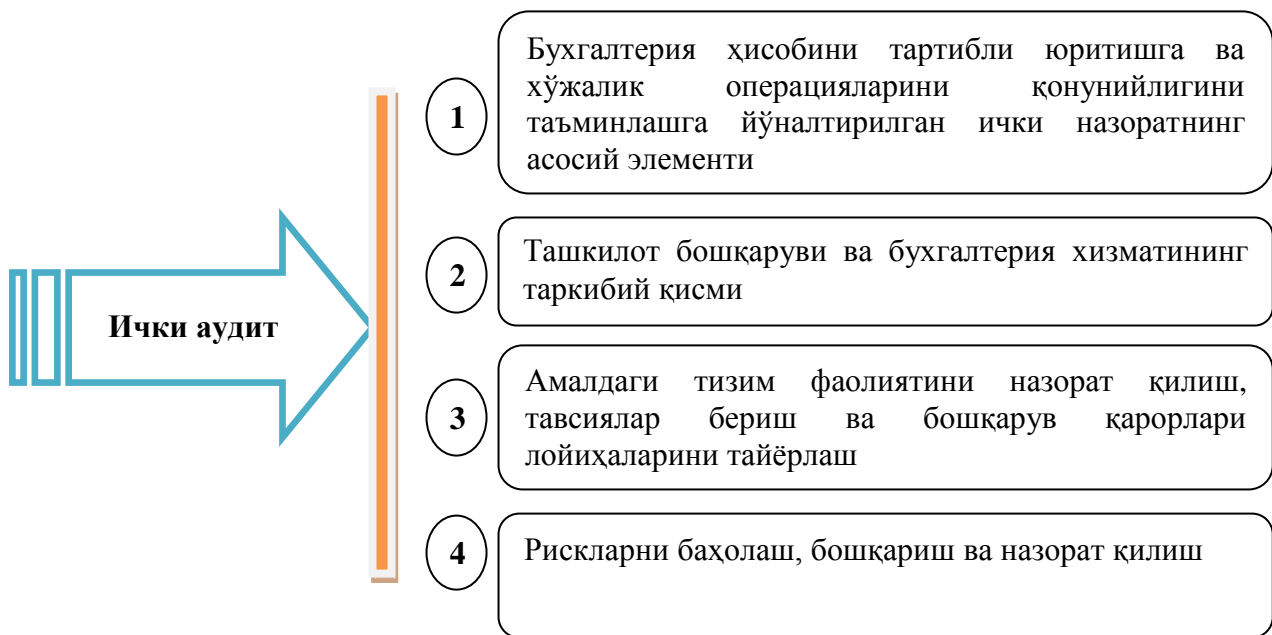 Ички аудит
1
Бухгалтерия ҳисобини тартибли юритишга ва
хўжалик операцияларини қонунийлигини
таъминлашга йўналтирилган ички назоратнинг
асосий элементи
2
Ташкилот бошқаруви ва бухгалтерия хизматининг
таркибий қисми
3
Амалдаги тизим фаолиятини назорат қилиш,
тавсиялар бериш ва бошқарув қарорлари
лойиҳаларини тайёрлаш
4
Рискларни баҳолаш, бошқариш ва назорат қилиш